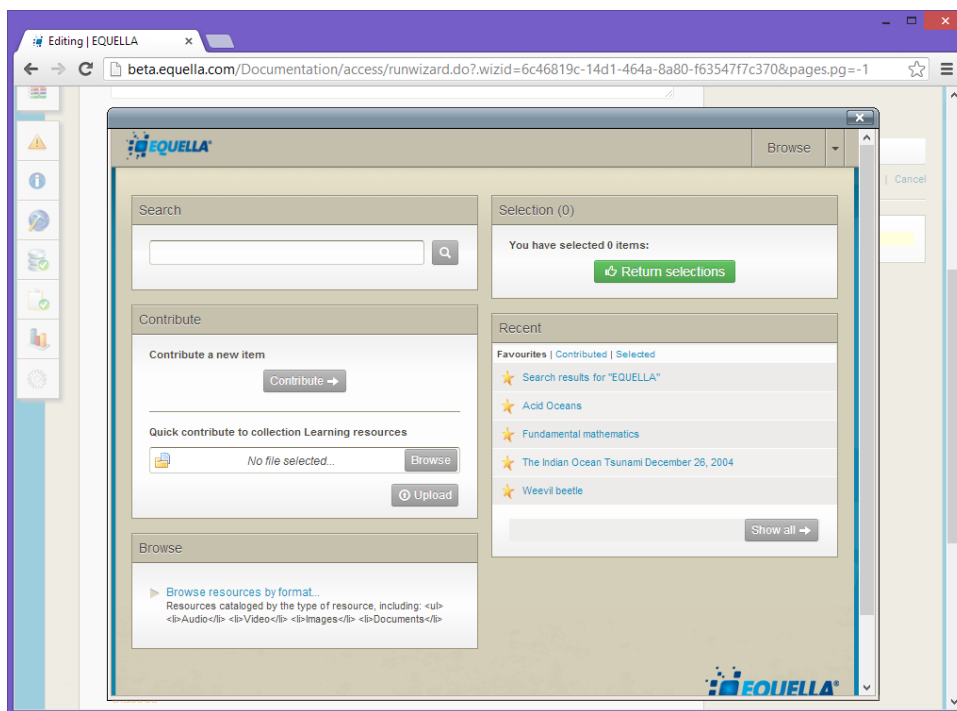 Editing | EQUELLA
beta.equella.com/Documentation/access/runwizard.do?.wizid=6c46819c-14d1-464a-8a80-f63547f7c370&pages.pg=-1
EQUELLA
Browse
| Cancel
Search
Contribute
Contribute a new item
Contribute
Quick contribute to collection Learning resources
No file selected... Browse
Upload
Browse
Browse resources by format...
Resources cataloged by the type of resource, including: <ul>
<li>Audio</li> <li>Video</li> <li>Images</li> <li>Documents</li>
Selection (0)
You have selected 0 items:
Return selections
Recent
Favourites | Contributed | Selected
Search results for "EQUELLA"
Acid Oceans
Fundamental mathematics
The Indian Ocean Tsunami December 26, 2004
Weevil beetle
Show all
EQUELLA